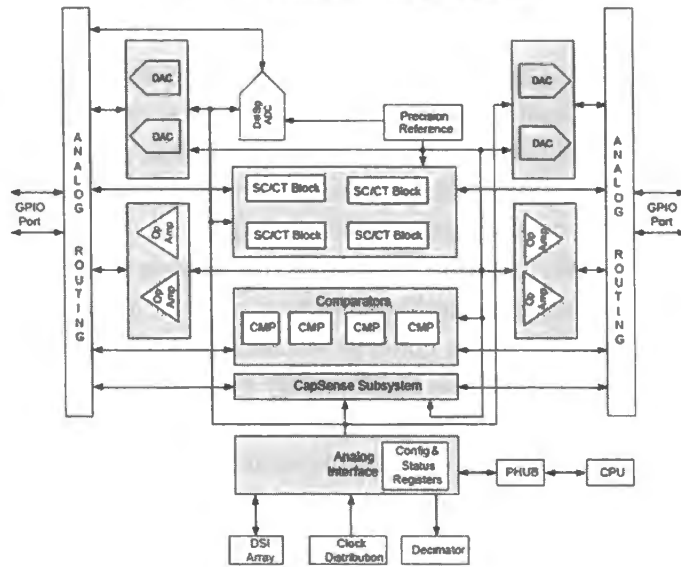 ANALOG ROUTING
GPIO
Port
DAC
DAC
DelSig
ADC
Precision
Reference
DAC
DAC
ANALOG ROUTING
GPIO
Port
SC/CT Block
SC/CT Block
SC/CT Block
SC/CT Block
Op
Amp
Op
Amp
Op
Amp
Op
Amp
Comparators
CMP
CMP
CMP
CMP
CapSense Subsystem
Analog
Interface
Config &
Status
Registers
PHUB
CPU
DSI
Array
Clock
Distribution
Decimator